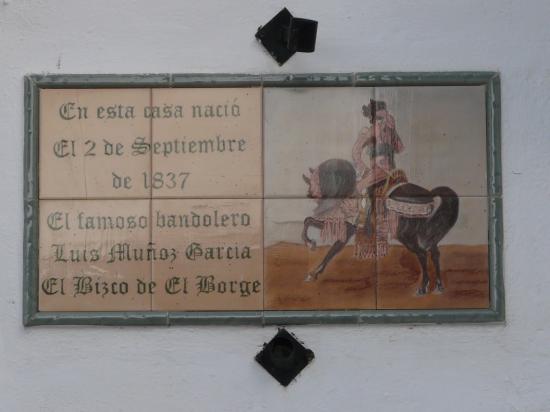 En esta casa nació
El 2 de Septiembre
de 1837
El famoso bandolero
Luis Muñoz Garcia
El Bizco de El Borge